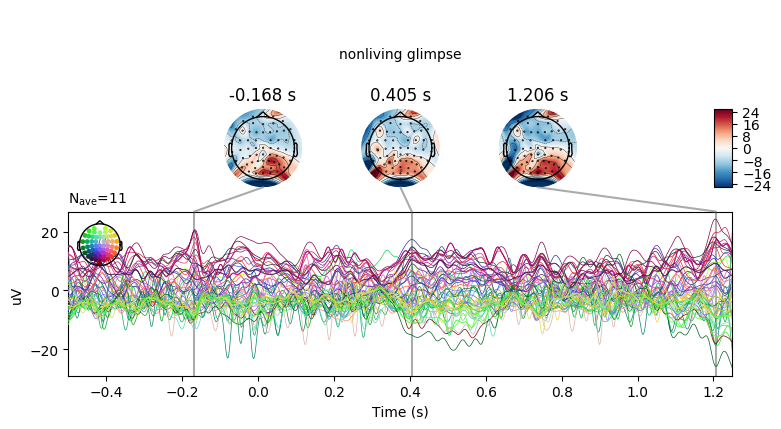 nonliving glimpse
-0.168 s 0.405 s 1.206 s
24
16
8
0
−8
−16
−24
Nave=11
20
0
−20
uV
−0.4 −0.2 0.0 0.2 0.4 0.6 0.8 1.0 1.2
Time (s)